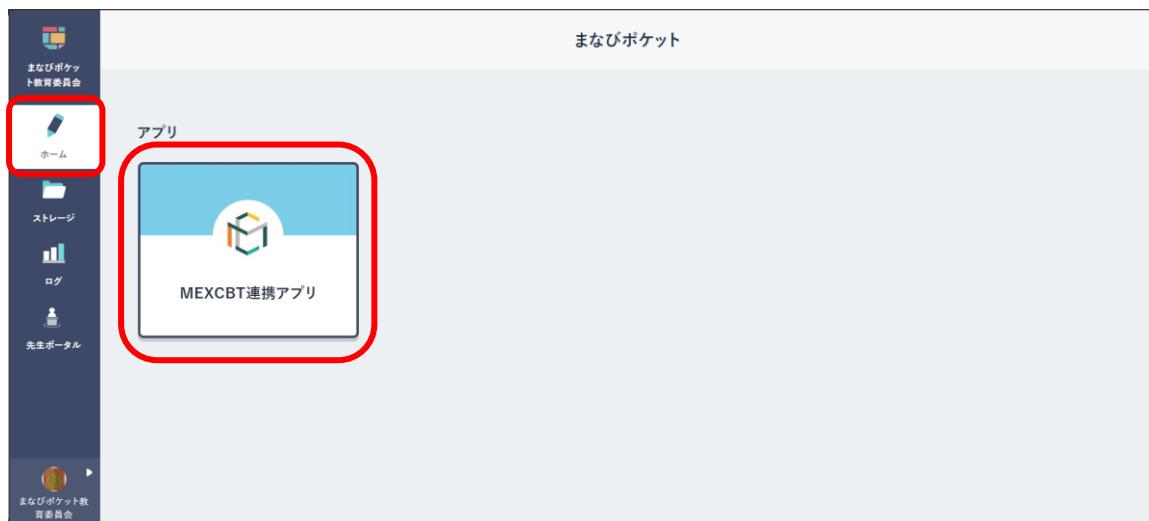 まなびポケッ
ト教育委員会
まなびポケット
ホーム
ストレージ
ログ
先生ポータル
まなびポケット教
育委員会
アプリ
MEXCBT連携アプリ